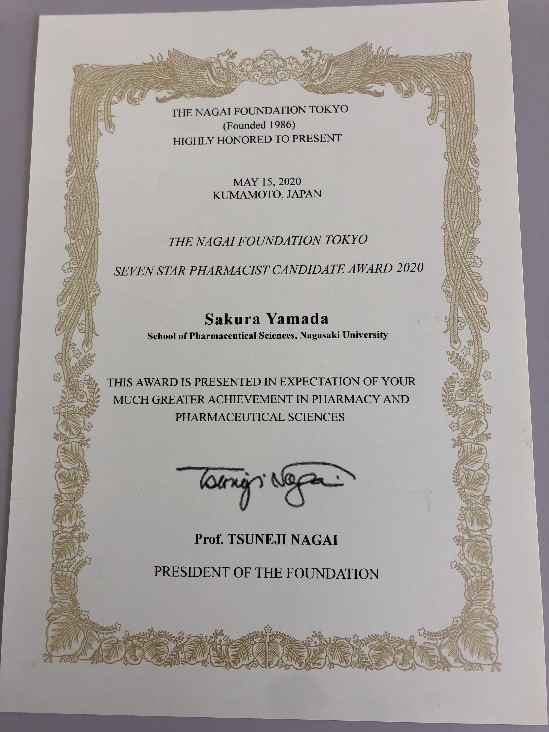 THE NAGAI FOUNDATION TOKYO
(Founded 1986)
HIGHLY HONORED TO PRESENT
MAY 15, 2020
KUMAMOTO, JAPAN
THE NAGAI FOUNDATION TOKYO
SEVEN STAR PHARMACIST CANDIDATE AWARD 2020
Sakura Yamada
School of Pharmaceutical Sciences, Nagasaki University
THIS AWARD IS PRESENTED IN EXPECTATION OF YOUR
MUCH GREATER ACHIEVEMENT IN PHARMACY AND
PHARMACEUTICAL SCIENCES
Tsuneji Nagai
Prof. TSUNEJI NAGAI
PRESIDENT OF THE FOUNDATION